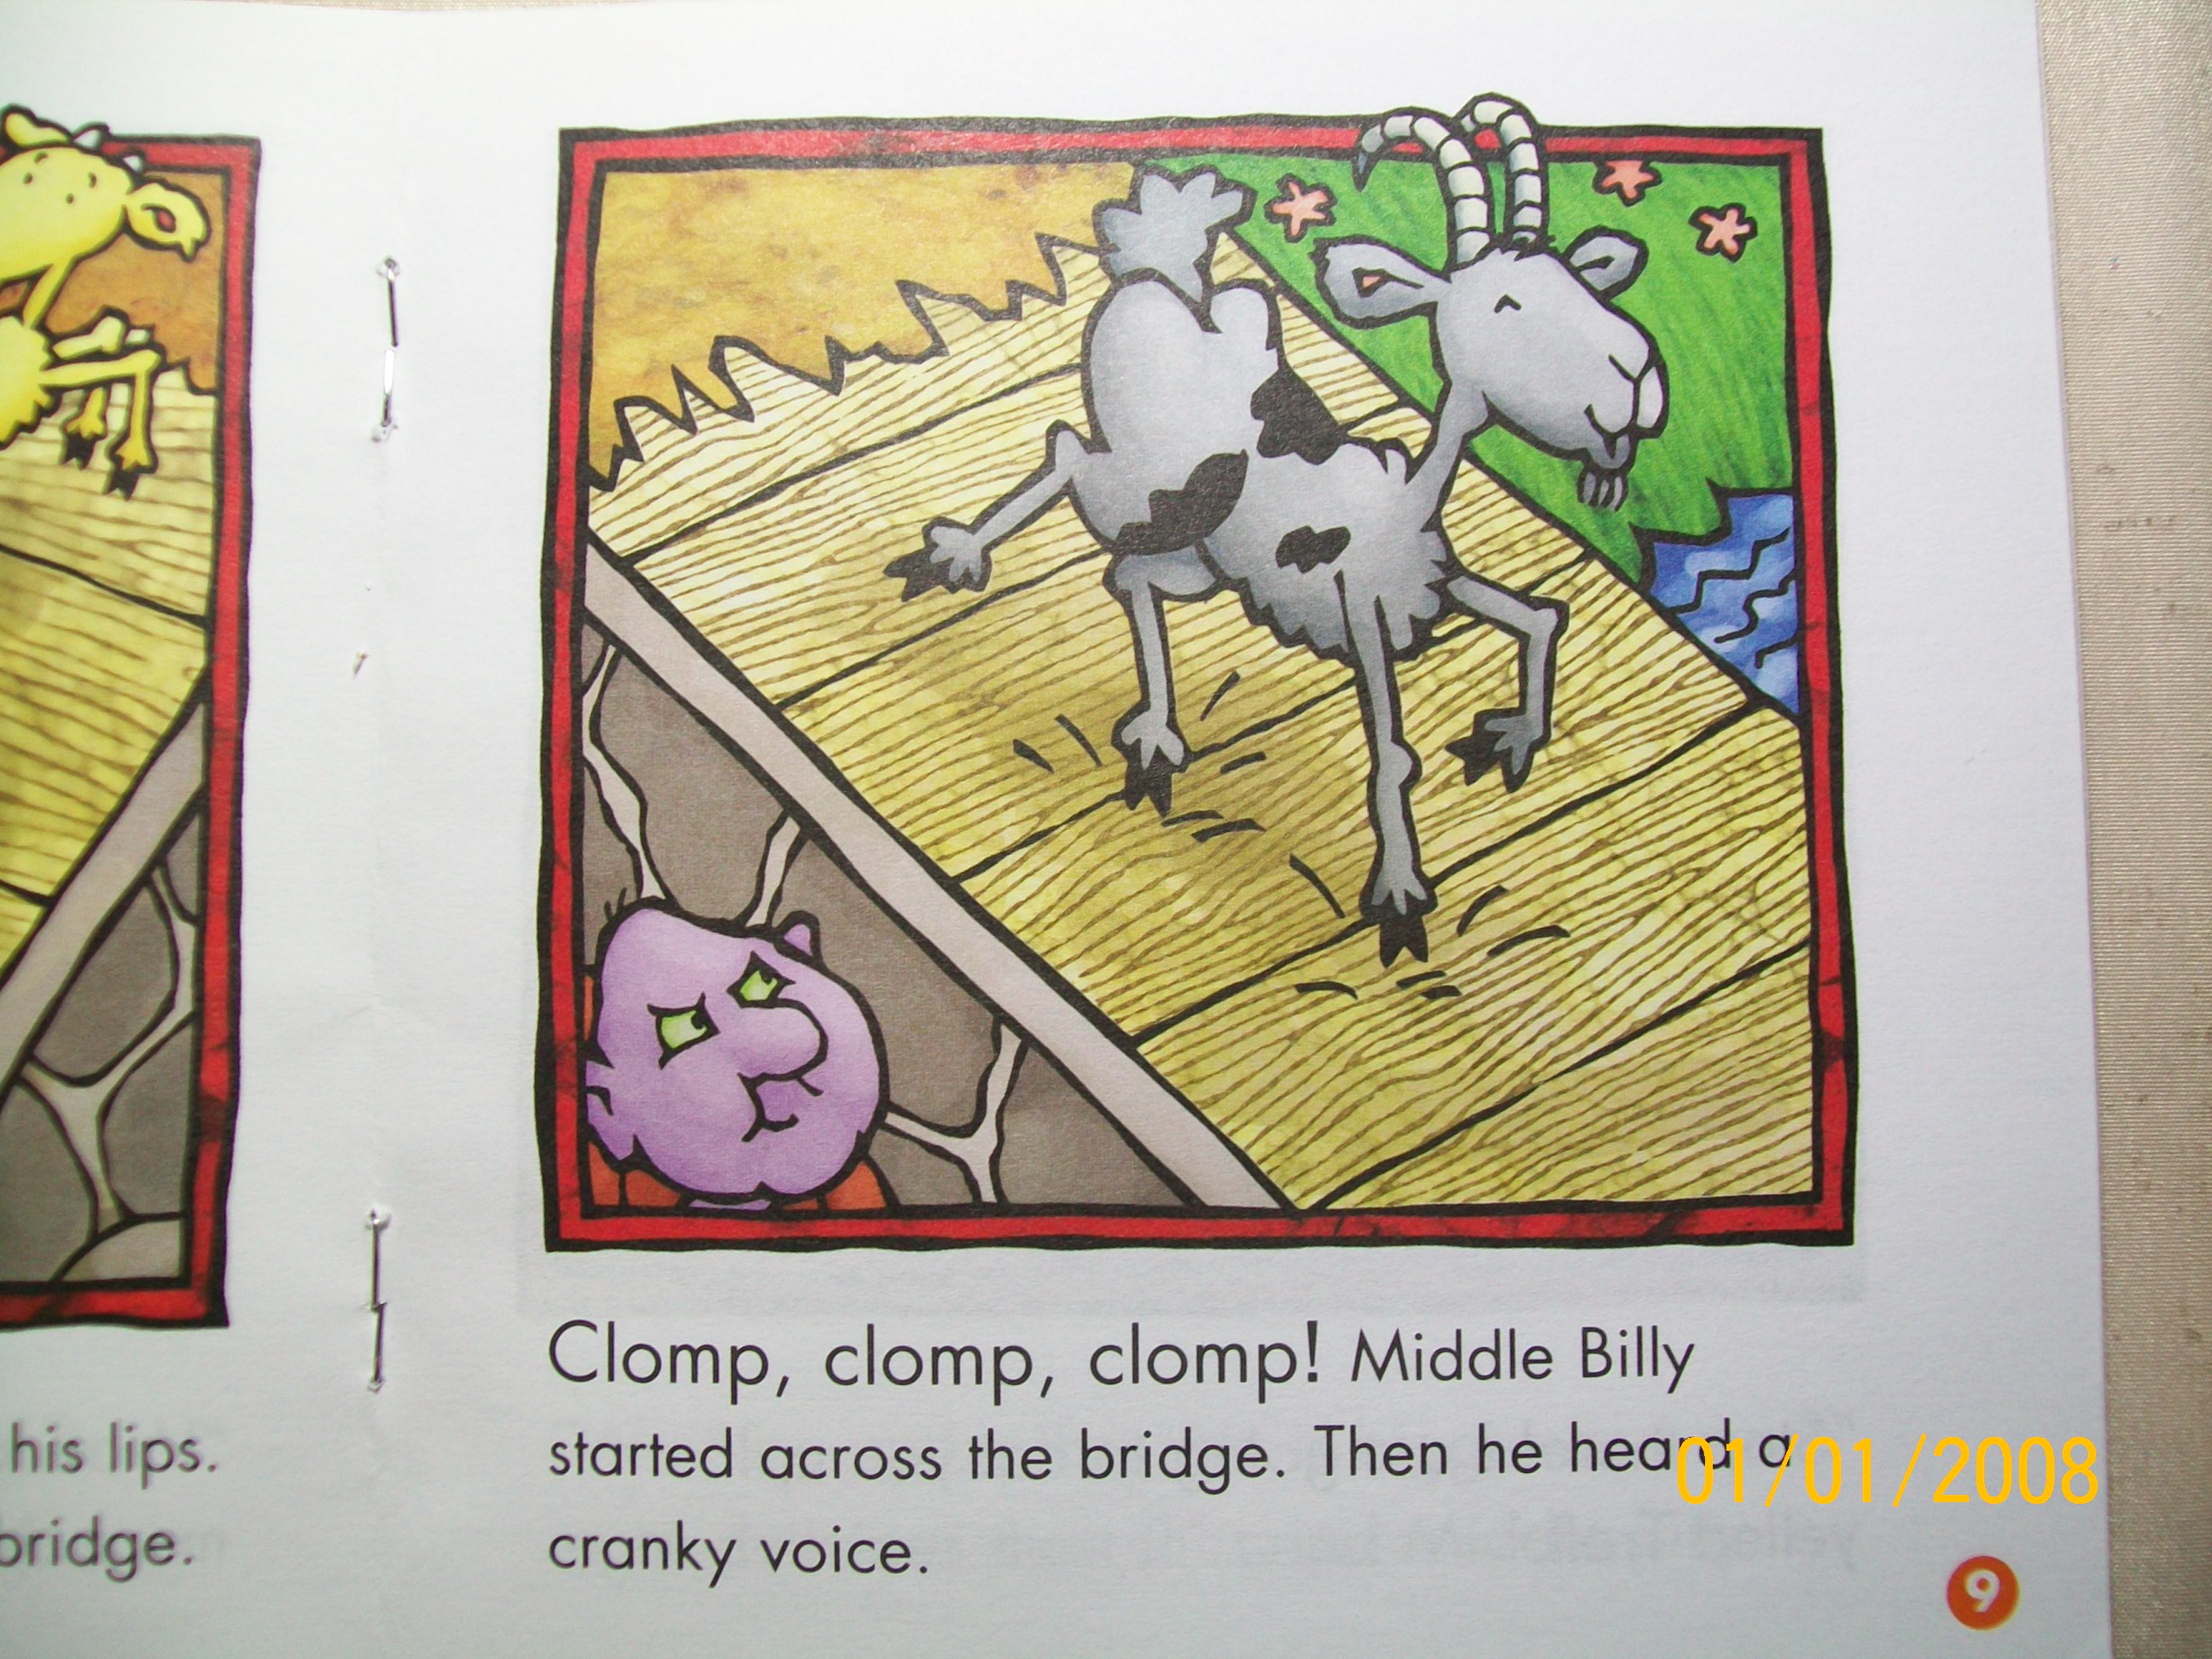 his lips.
bridge.
Clomp, clomp, clomp! Middle Billy
started across the bridge. Then he heard a
cranky voice.
01/01/2008
9